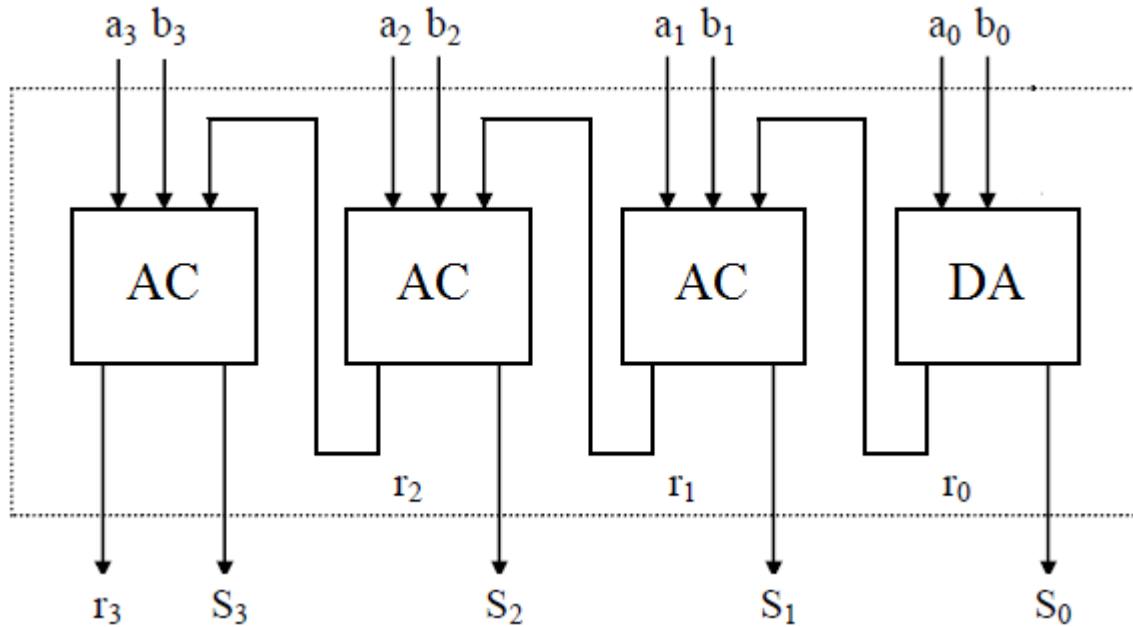 a₃ b₃ a₂ b₂ a₁ b₁ a₀ b₀
AC AC AC DA
r₂ r₁ r₀
r₃ S₃ S₂ S₁ S₀